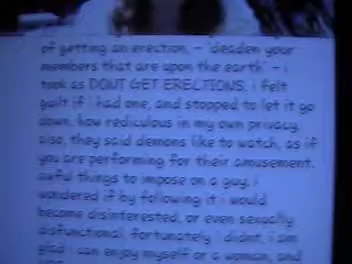 of getting an erection. - 'deaden your
members that are upon the earth' - i
took as DONT GET ERECTIONS. i felt
guilt if i had one, and stopped to let it go
down. how rediculous in my own privacy.
also, they said demons like to watch, as if
you are performing for their amusement.
awful things to impose on a guy. i
wondered if by following it i would
become disinterested, or even sexually
disfunctional. fortunately i didnt. i am
glad i can enjoy myself or a woman, and